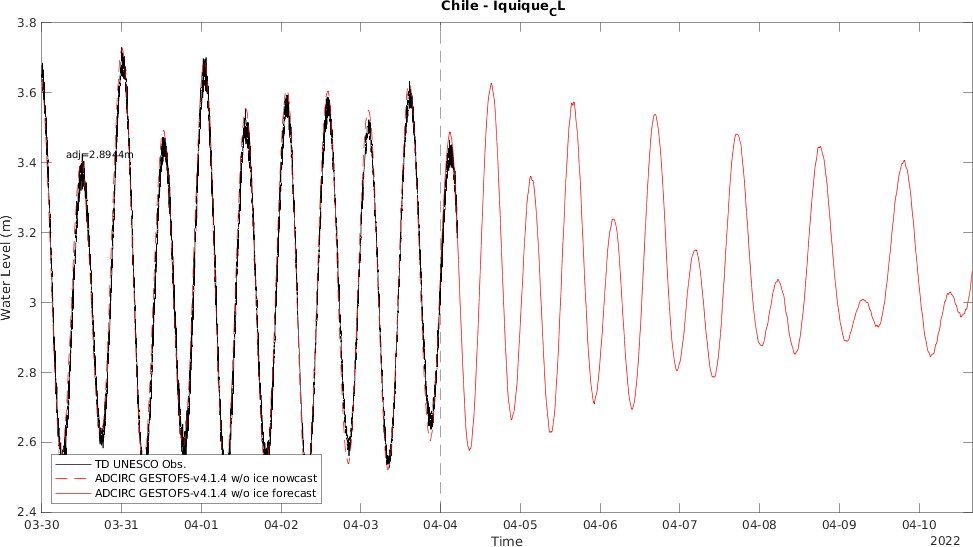 Chile - Iquique_CL
3.8
3.6
3.4
3.2
3
2.8
2.6
2.4
Water Level (m)
adj=2.8944m
TD UNESCO Obs.
ADCIRC GESTOFS-v4.1.4 w/o ice nowcast
ADCIRC GESTOFS-v4.1.4 w/o ice forecast
03-30 03-31 04-01 04-02 04-03 04-04 04-05 04-06 04-07 04-08 04-09 04-10
Time
2022